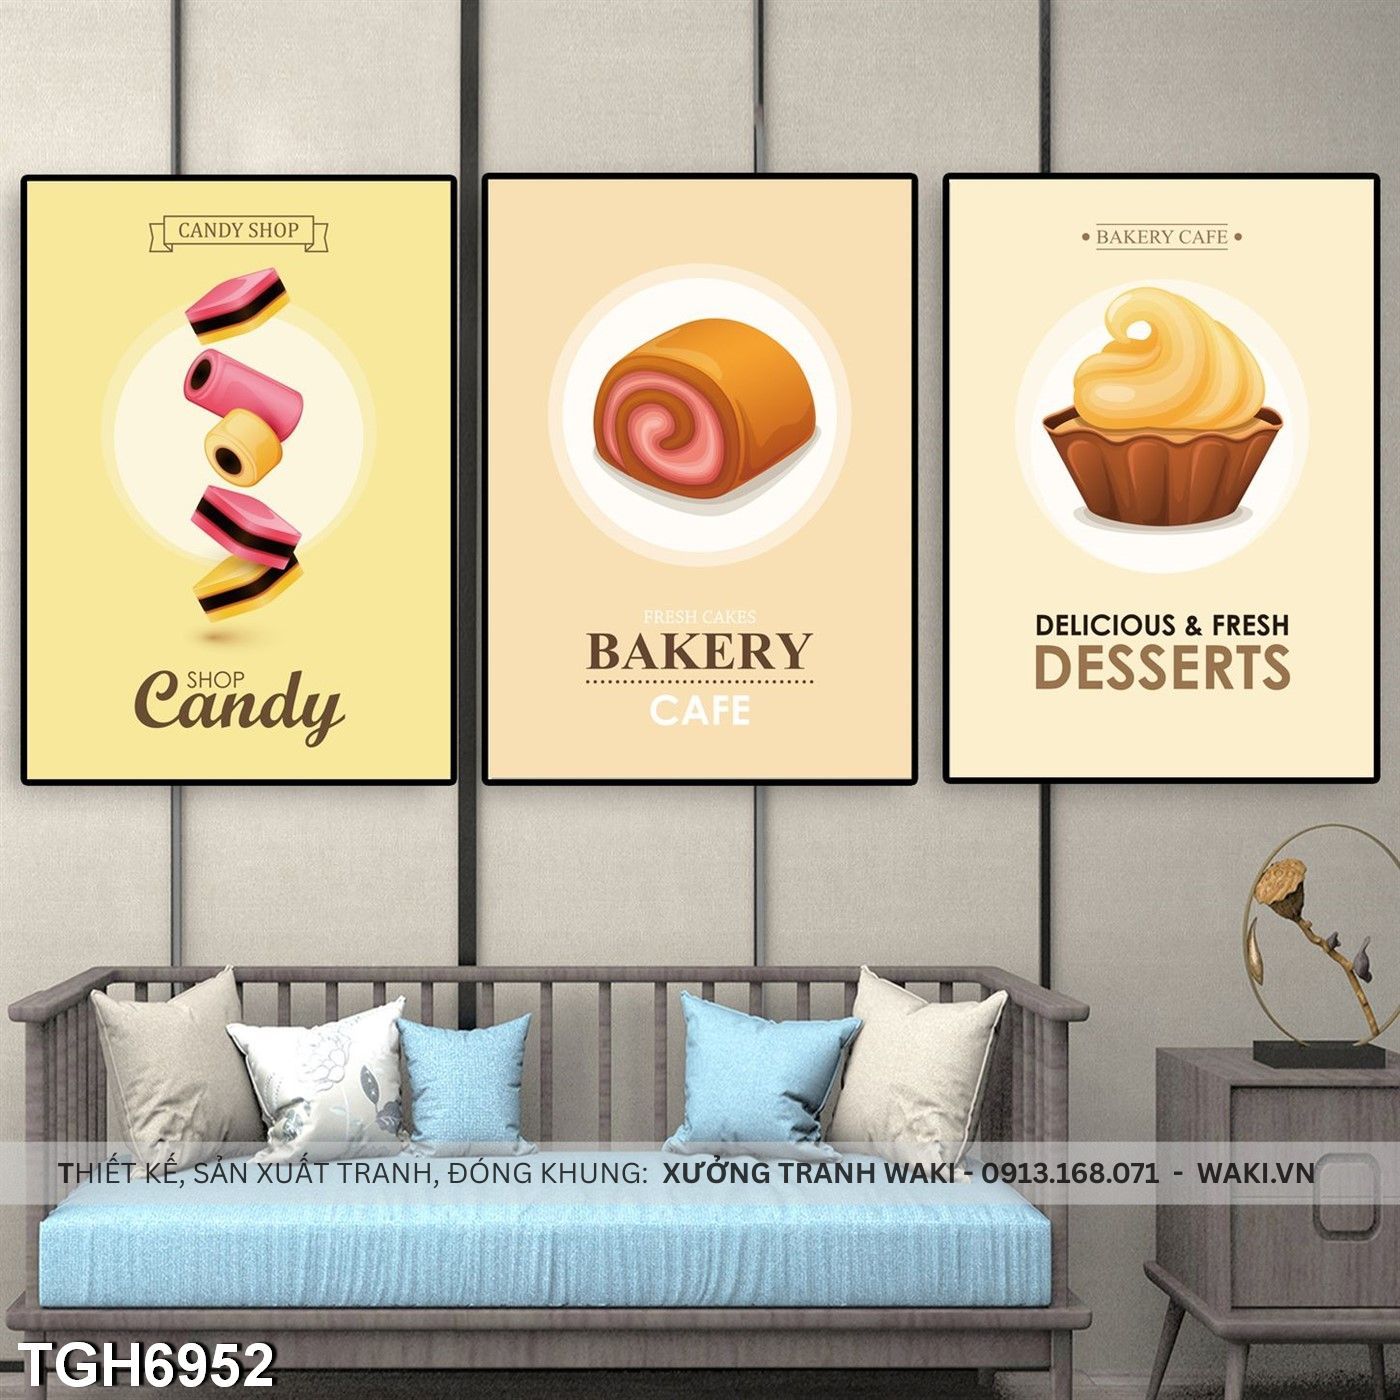 CANDY SHOP
SHOP
Candy
FRESH CAKES
BAKERY
CAFE
BAKERY CAFE
DELICIOUS & FRESH
DESSERTS
THIẾT KẾ, SẢN XUẤT TRANH, ĐÓNG KHUNG: XƯỞNG TRANH WAKI - 0913.168.071 - WAKI.VN
TGH6952